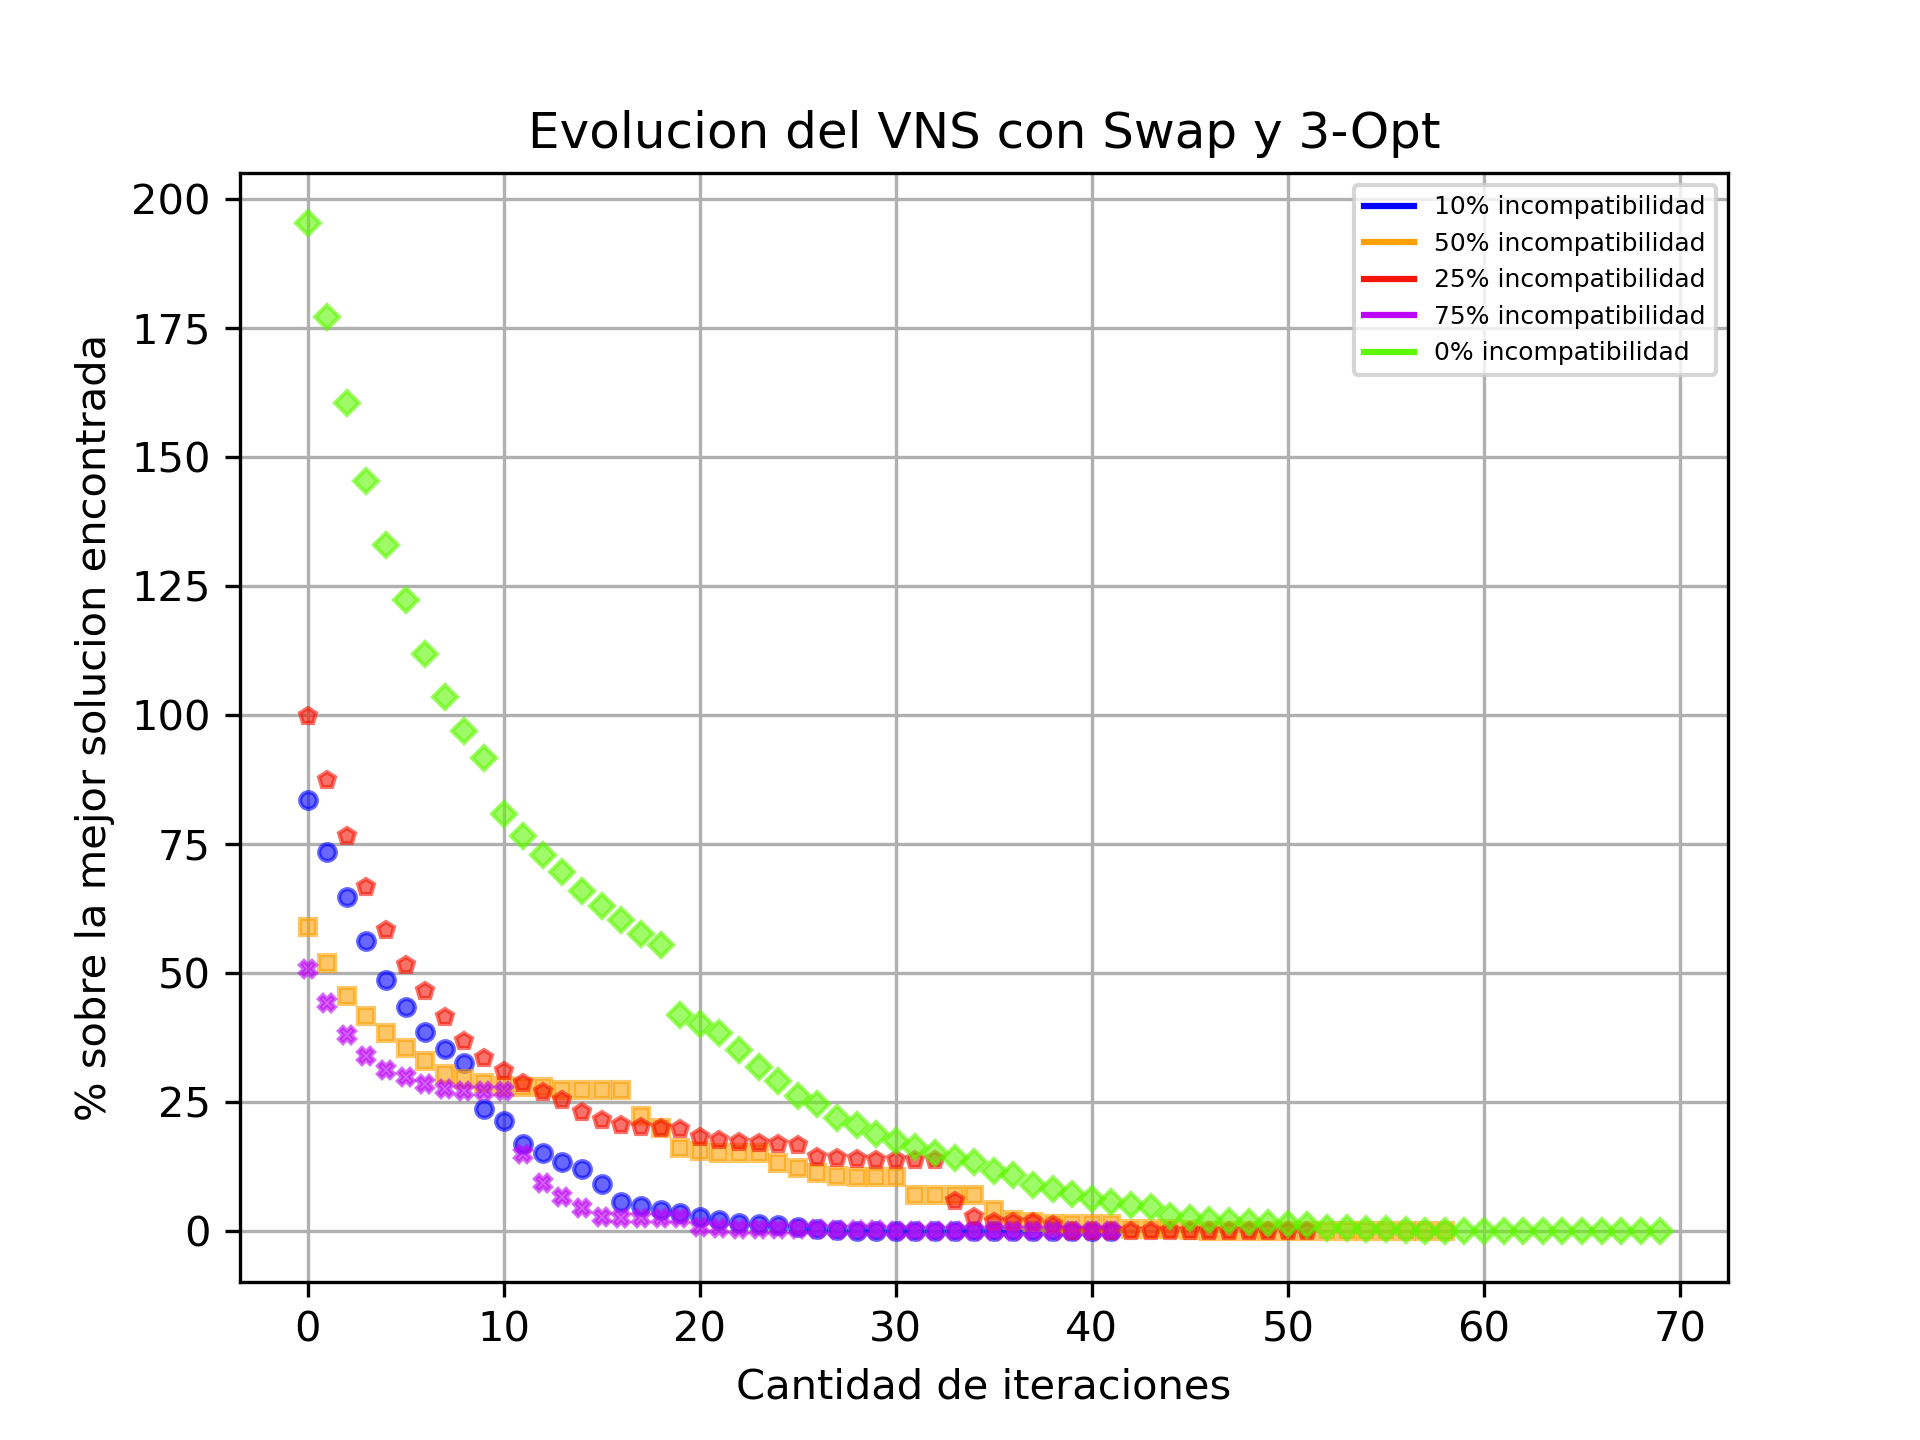 Evolucion del VNS con Swap y 3-Opt
% sobre la mejor solucion encontrada
200
175
150
125
100
75
50
25
0
10% incompatibilidad
50% incompatibilidad
25% incompatibilidad
75% incompatibilidad
0% incompatibilidad
0 10 20 30 40 50 60 70
Cantidad de iteraciones